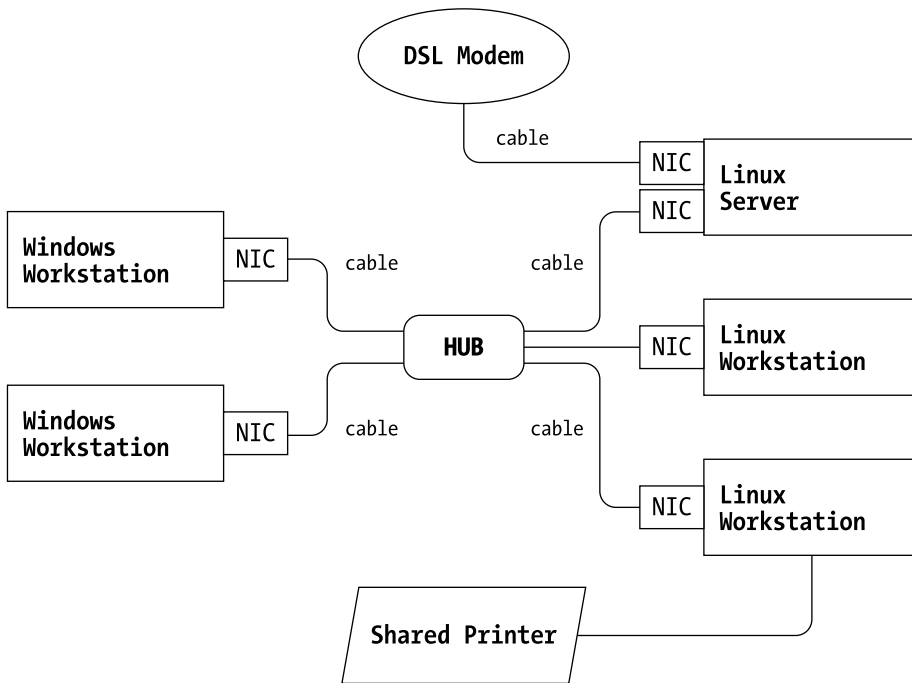 DSL Modem
cable
NIC
Linux
Server
NIC
Windows
Workstation
NIC
cable
cable
HUB
NIC
Linux
Workstation
Windows
Workstation
NIC
cable
cable
NIC
Linux
Workstation
Shared Printer